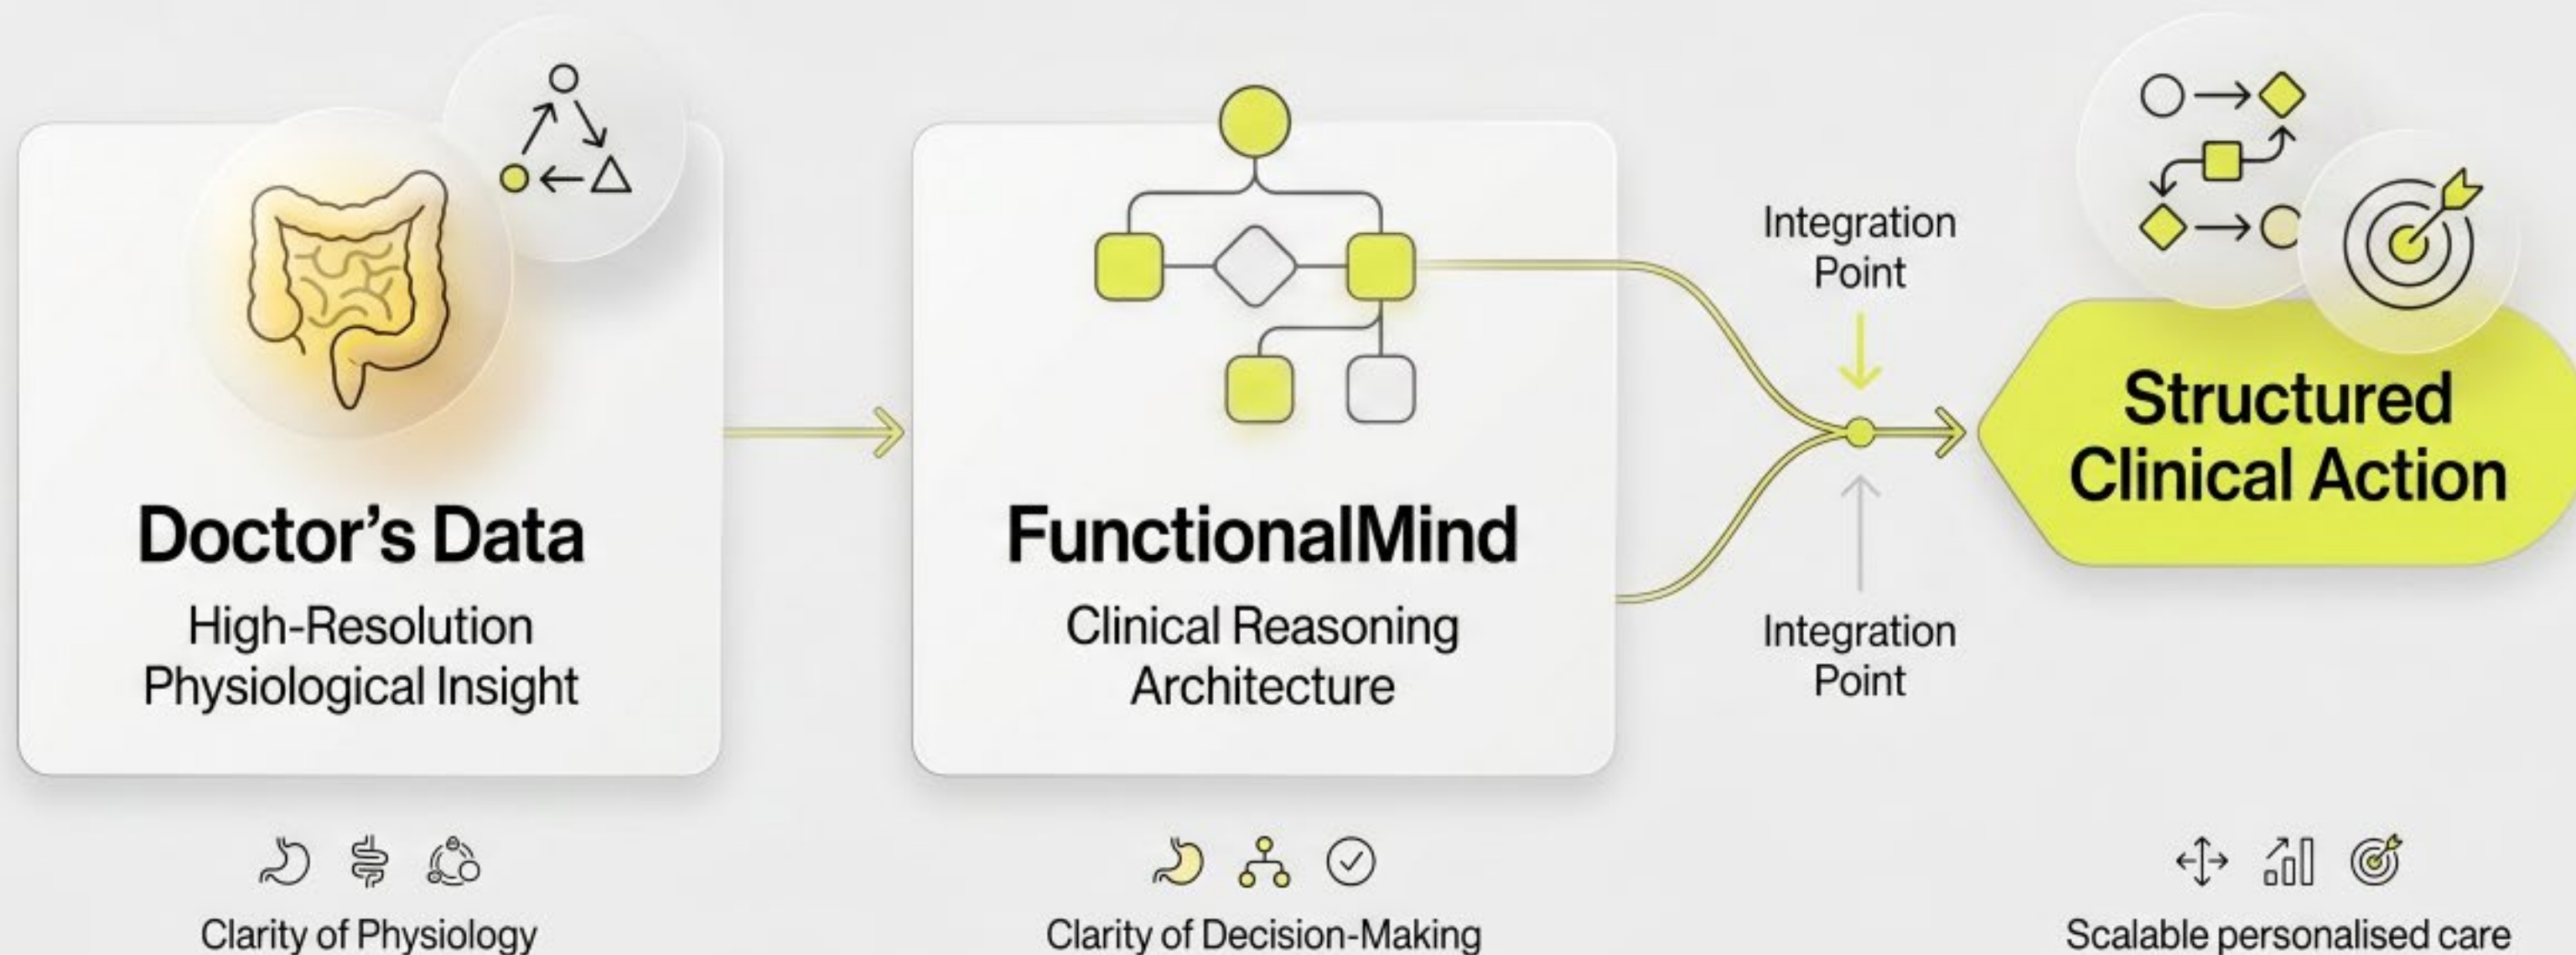 Doctor’s Data
High-Resolution
Physiological Insight
Clarity of Physiology
FunctionalMind
Clinical Reasoning
Architecture
Clarity of Decision-Making
Integration
Point
Integration
Point
Structured
Clinical Action
Scalable personalised care